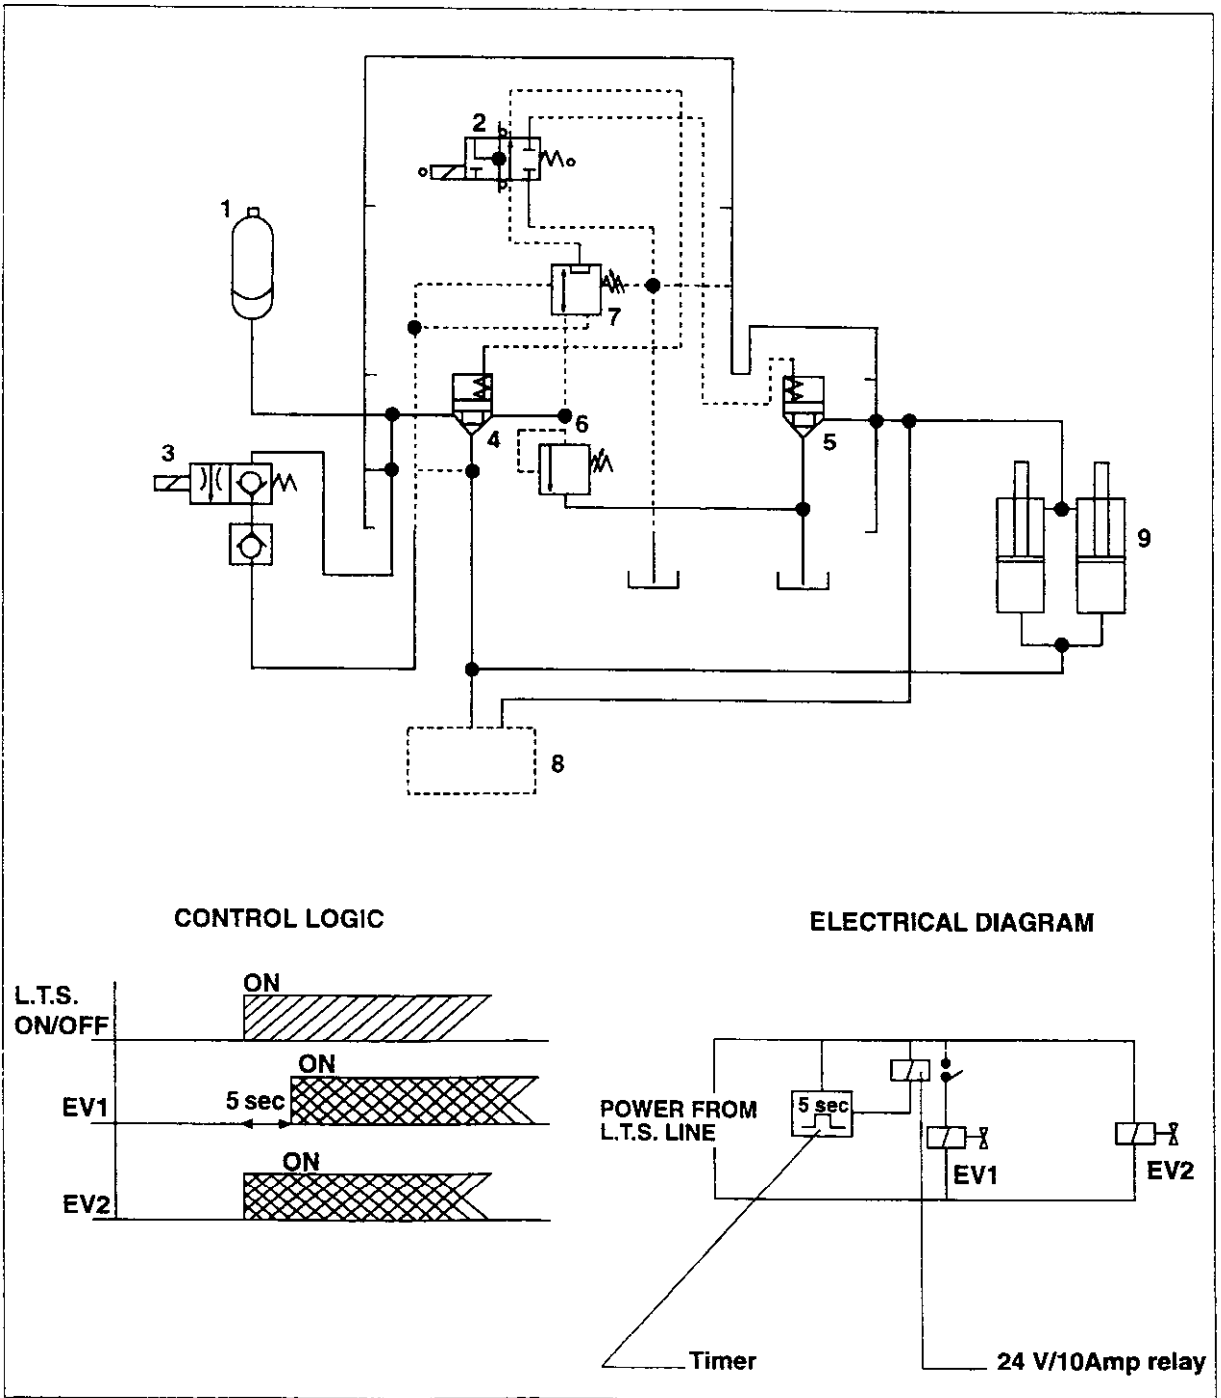 2
1
7
6
4
5
3
9
8
CONTROL LOGIC
ELECTRICAL DIAGRAM
L.T.S.
ON/OFF
ON
EV1
5 sec
ON
EV2
ON
POWER FROM
L.T.S. LINE
5 sec
EV1
EV2
Timer
24 V/10Amp relay